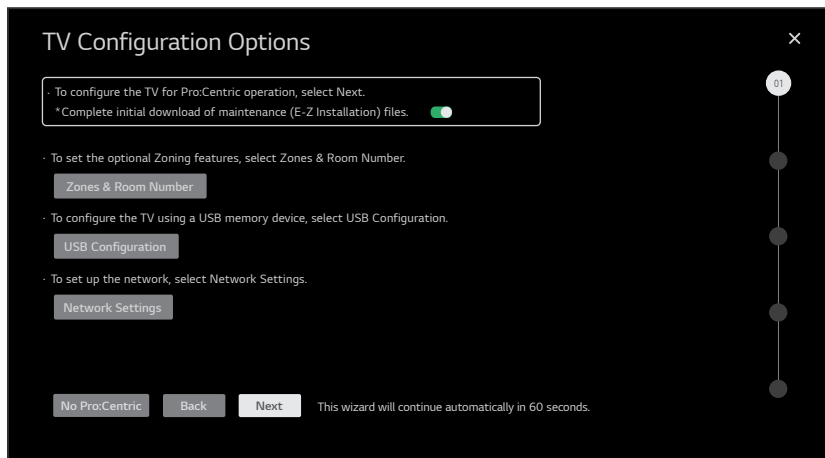 TV Configuration Options
· To configure the TV for Pro:Centric operation, select Next.
*Complete initial download of maintenance (E-Z Installation) files.
01
· To set the optional Zoning features, select Zones & Room Number.
Zones & Room Number
· To configure the TV using a USB memory device, select USB Configuration.
USB Configuration
· To set up the network, select Network Settings.
Network Settings
No Pro:Centric Back Next This wizard will continue automatically in 60 seconds.